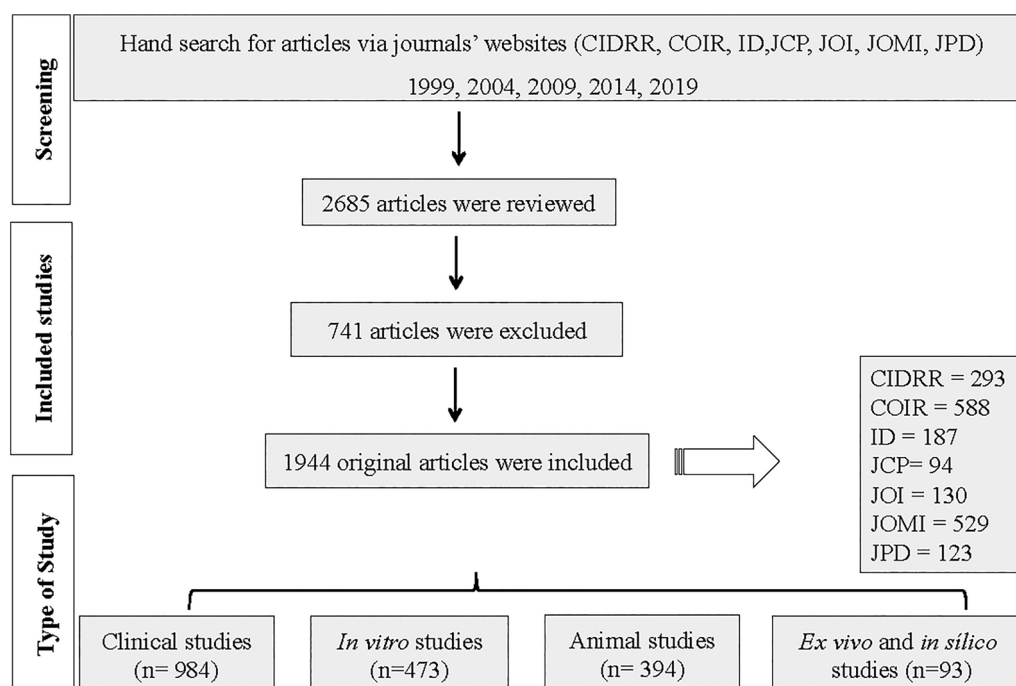 Screening
Hand search for articles via journals’ websites (CIDRR, COIR, ID,JCP, JOI, JOMI, JPD)
1999, 2004, 2009, 2014, 2019
2685 articles were reviewed
Included studies
741 articles were excluded
1944 original articles were included
CIDRR = 293
COIR = 588
ID = 187
JCP= 94
JOI = 130
JOMI = 529
JPD = 123
Type of Study
Clinical studies
(n= 984)
In vitro studies
(n=473)
Animal studies
(n= 394)
Ex vivo and in sílico
studies (n=93)